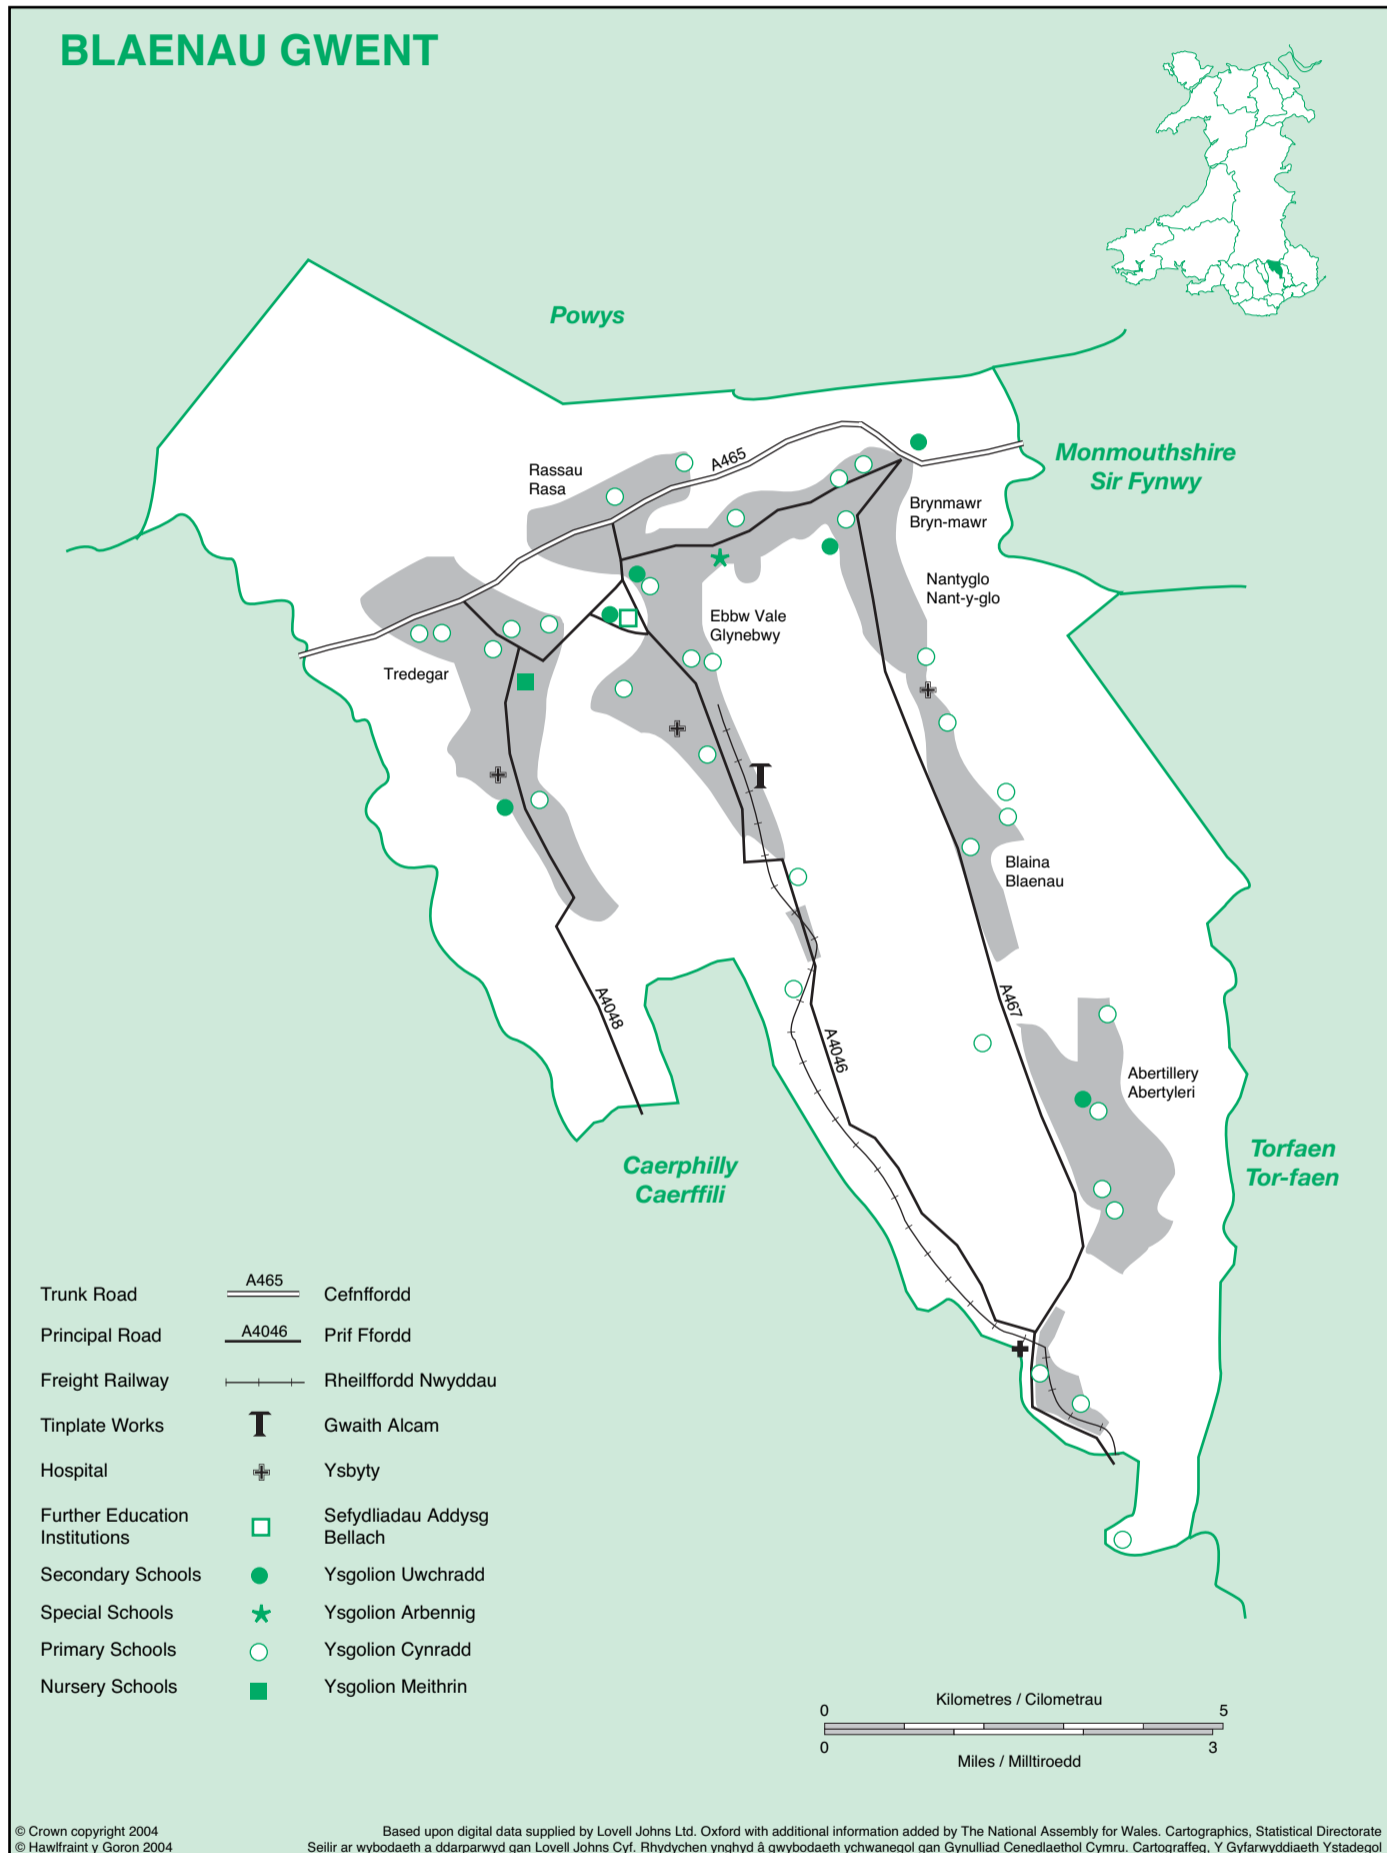 BLAENAU GWENT
Powys
Monmouthshire
Sir Fynwy
A465
Rassau
Rasa
Brynmawr
Bryn-mawr
Nantyglo
Nant-y-glo
Ebbw Vale
Glynebwy
Tredegar
Blaina
Blaenau
A4048
A467
A4046
Abertillery
Abertyleri
Caerphilly
Caerffili
Torfaen
Tor-faen
Trunk Road A465 Cefnffordd
Principal Road A4046 Prif Ffordd
Freight Railway Rheilffordd Nwyddau
Tinplate Works Gwaith Alcam
Hospital Ysbyty
Further Education Sefydliadau Addysg
Institutions Bellach
Secondary Schools Ysgolion Uwchradd
Special Schools Ysgolion Arbennig
Primary Schools Ysgolion Cynradd
Nursery Schools Ysgolion Meithrin
Kilometres / Cilometrau
0 5
0 3
Miles / Milltiroedd
© Crown copyright 2004 Based upon digital data supplied by Lovell Johns Ltd. Oxford with additional information added by The National Assembly for Wales. Cartographics, Statistical Directorate
© Hawlfraint y Goron 2004 Seilir ar wybodaeth a ddarparwyd gan Lovell Johns Cyf. Rhydychen ynghyd â gwybodaeth ychwanegol gan Gynulliad Cenedlaethol Cymru. Cartograffeg, Y Gyfarwyddiaeth Ystadegol